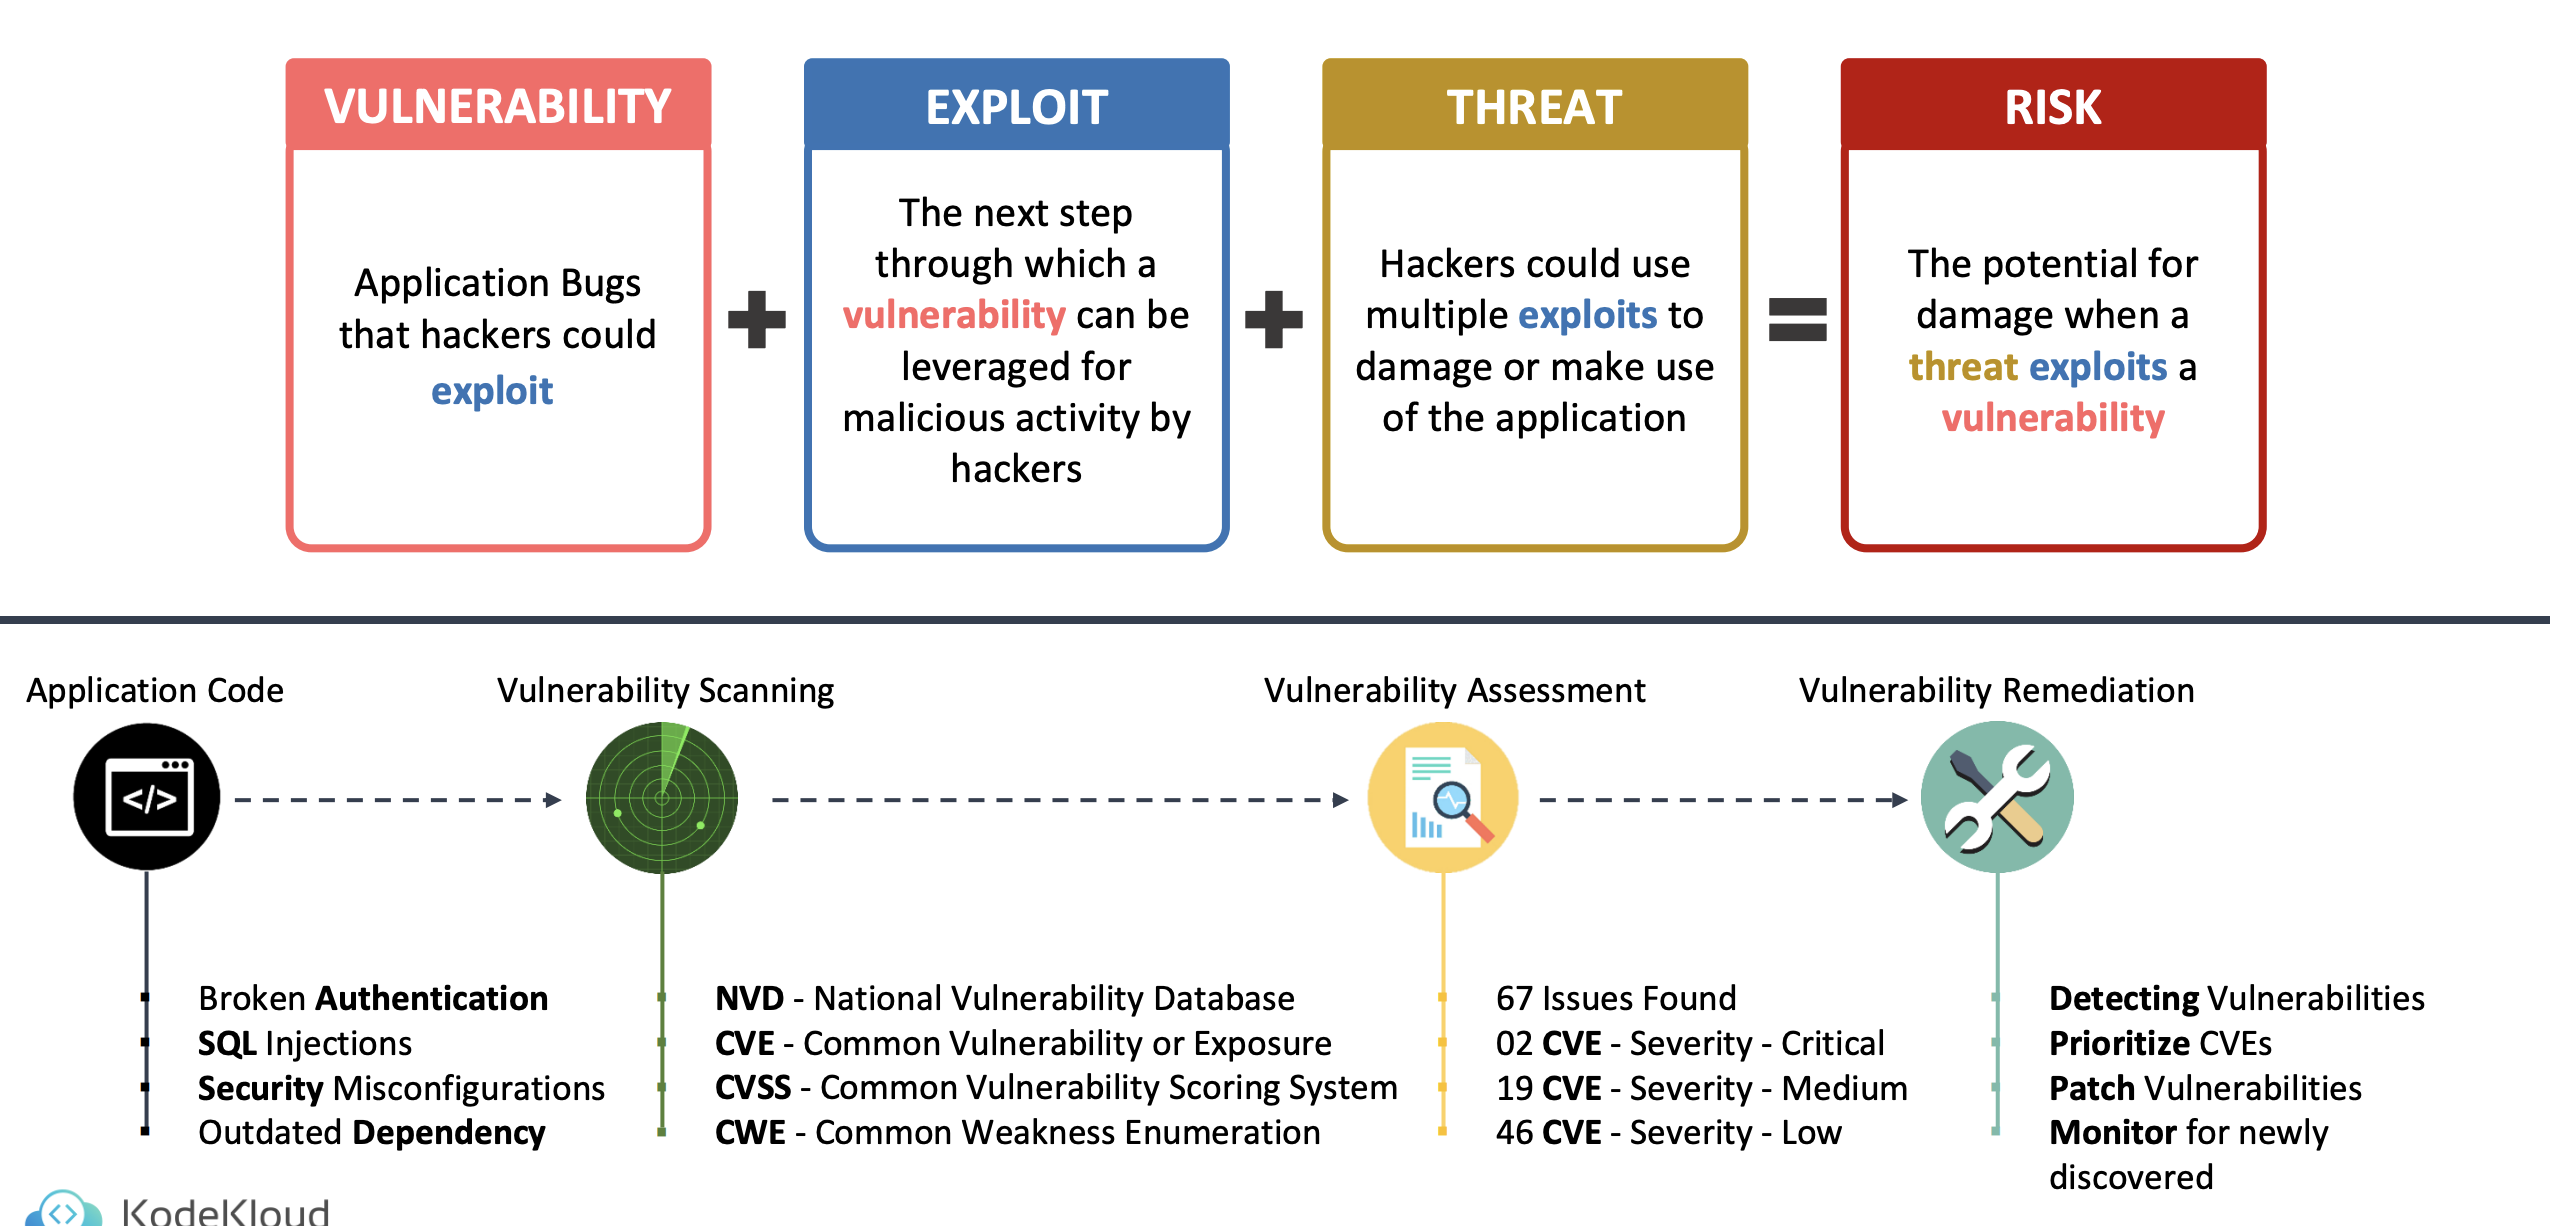 VULNERABILITY
Application Bugs
that hackers could
exploit
EXPLOIT
The next step
through which a
vulnerability can be
leveraged for
malicious activity by
hackers
THREAT
Hackers could use
multiple exploits to
damage or make use
of the application
RISK
The potential for
damage when a
threat exploits a
vulnerability
Application Code
</>
Broken Authentication
SQL Injections
Security Misconfigurations
Outdated Dependency
Vulnerability Scanning
NVD - National Vulnerability Database
CVE - Common Vulnerability or Exposure
CVSS - Common Vulnerability Scoring System
CWE - Common Weakness Enumeration
Vulnerability Assessment
67 Issues Found
02 CVE - Severity - Critical
19 CVE - Severity - Medium
46 CVE - Severity - Low
Vulnerability Remediation
Detecting Vulnerabilities
Prioritize CVEs
Patch Vulnerabilities
Monitor for newly
discovered
KodeKloud